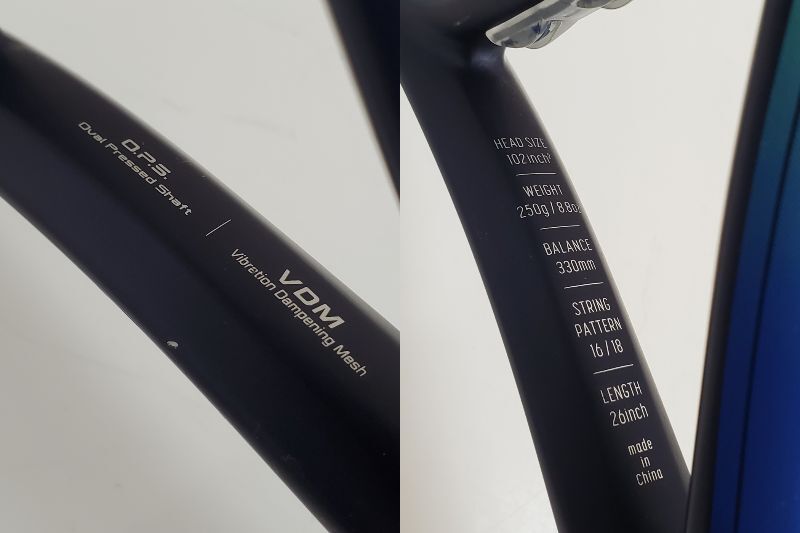 O.P.S.
Oval Pressed Shaft
VDM
Vibretion Dampening Mesh
HEAD SIZE
102inch²
WEIGHT
250g / 8.8oz
BALANCE
330mm
STRING
PATTERN
16 / 18
LENGTH
26inch
made
in
China